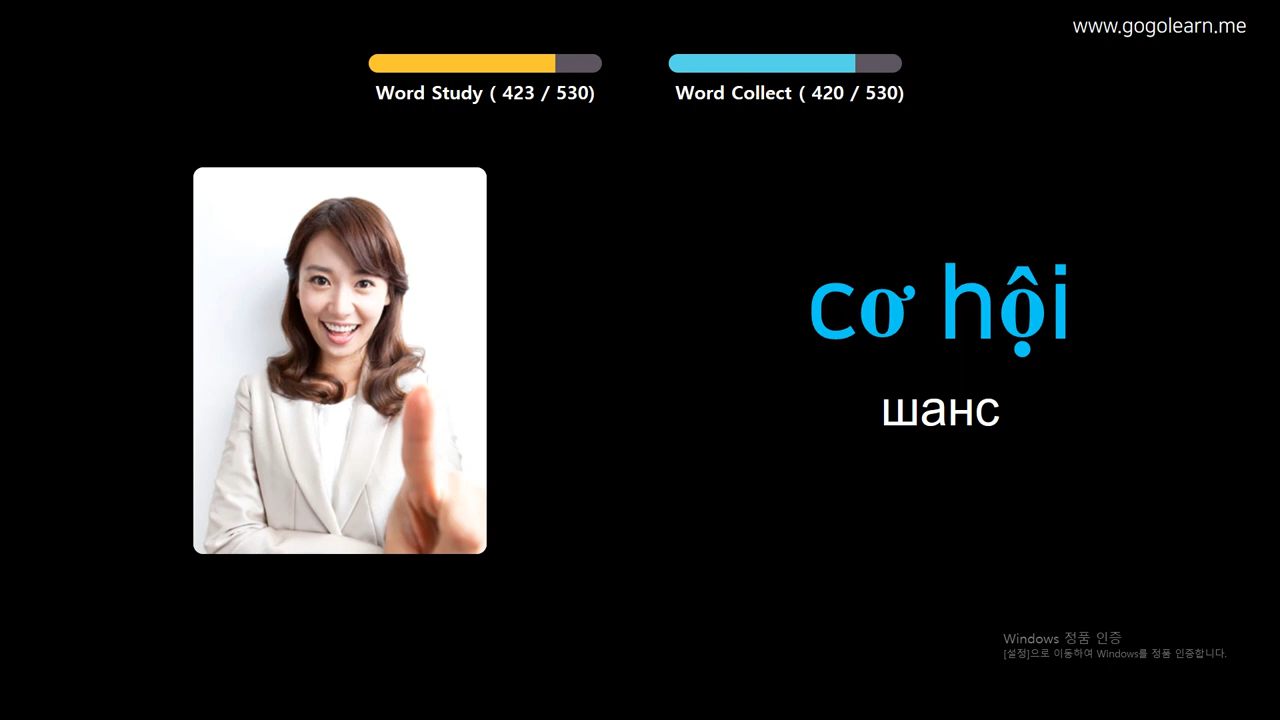 www.gogolearn.me
Word Study ( 423 / 530)
Word Collect ( 420 / 530)
cơ hội
шанс
Windows 정품 인증
[설정]으로 이동하여 Windows를 정품 인증합니다.